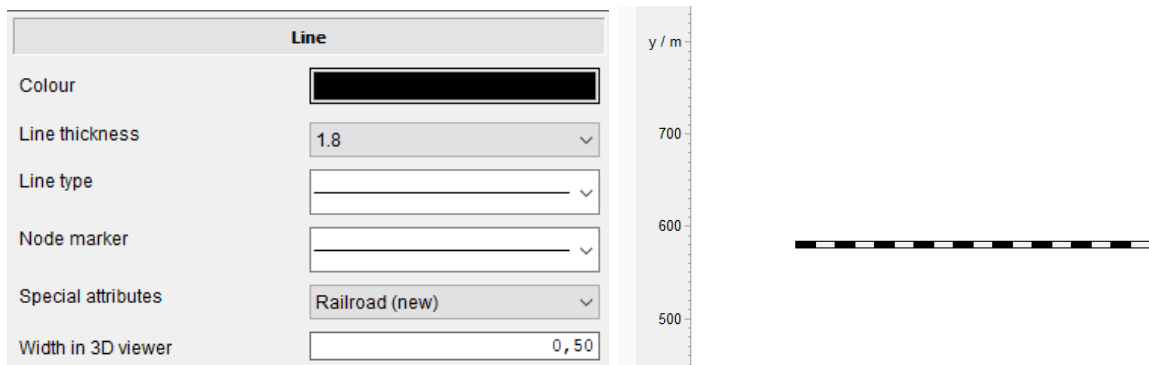 Line
Colour
Line thickness 1.8
Line type
Node marker
Special attributes Railroad (new)
Width in 3D viewer 0,50
y / m
700
600
500